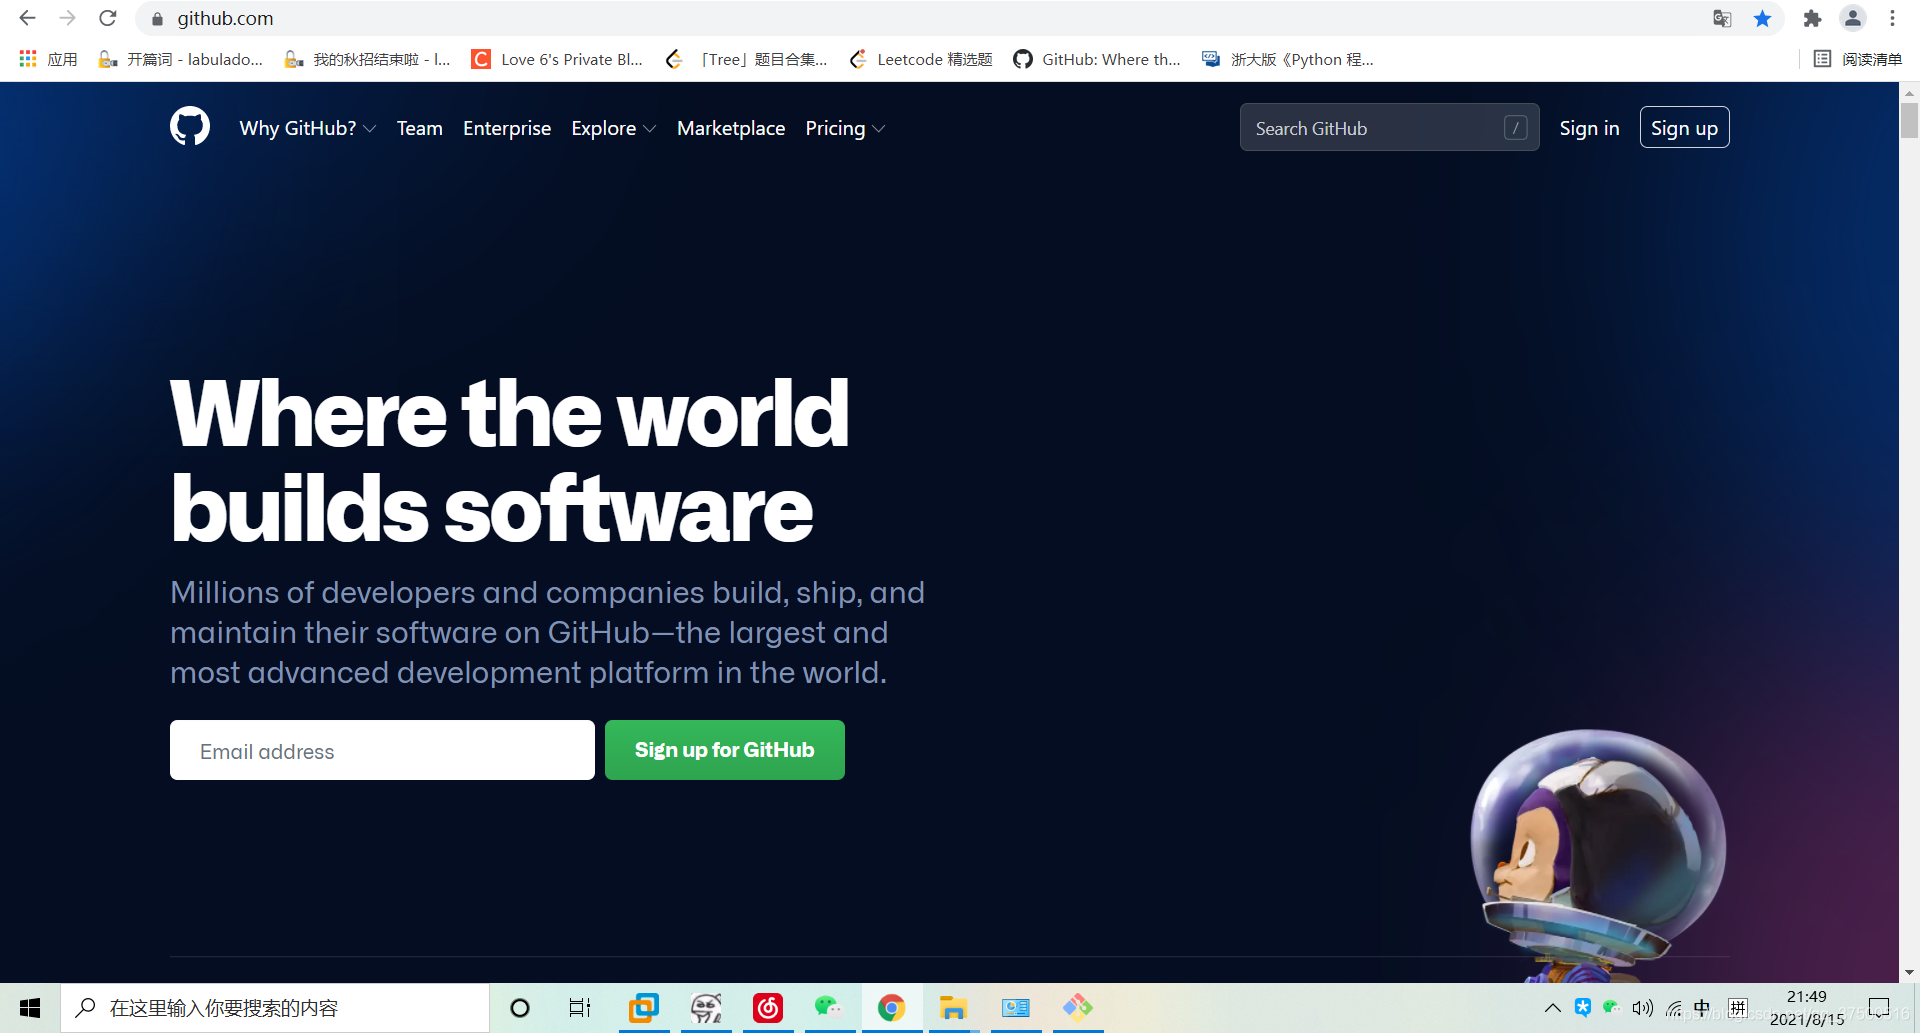 github.com
应用 开篇词 - labulado... 我的秋招结束啦 - l... Love 6's Private Bl... 「Tree」题目合集... Leetcode 精选题 GitHub: Where th... 浙大版《Python 程... 阅读清单
Why GitHub? Team Enterprise Explore Marketplace Pricing Search GitHub / Sign in Sign up
Where the world
builds software
Millions of developers and companies build, ship, and
maintain their software on GitHub—the largest and
most advanced development platform in the world.
Email address Sign up for GitHub
在这里输入你要搜索的内容 中 拼 21:49
2021/8/15